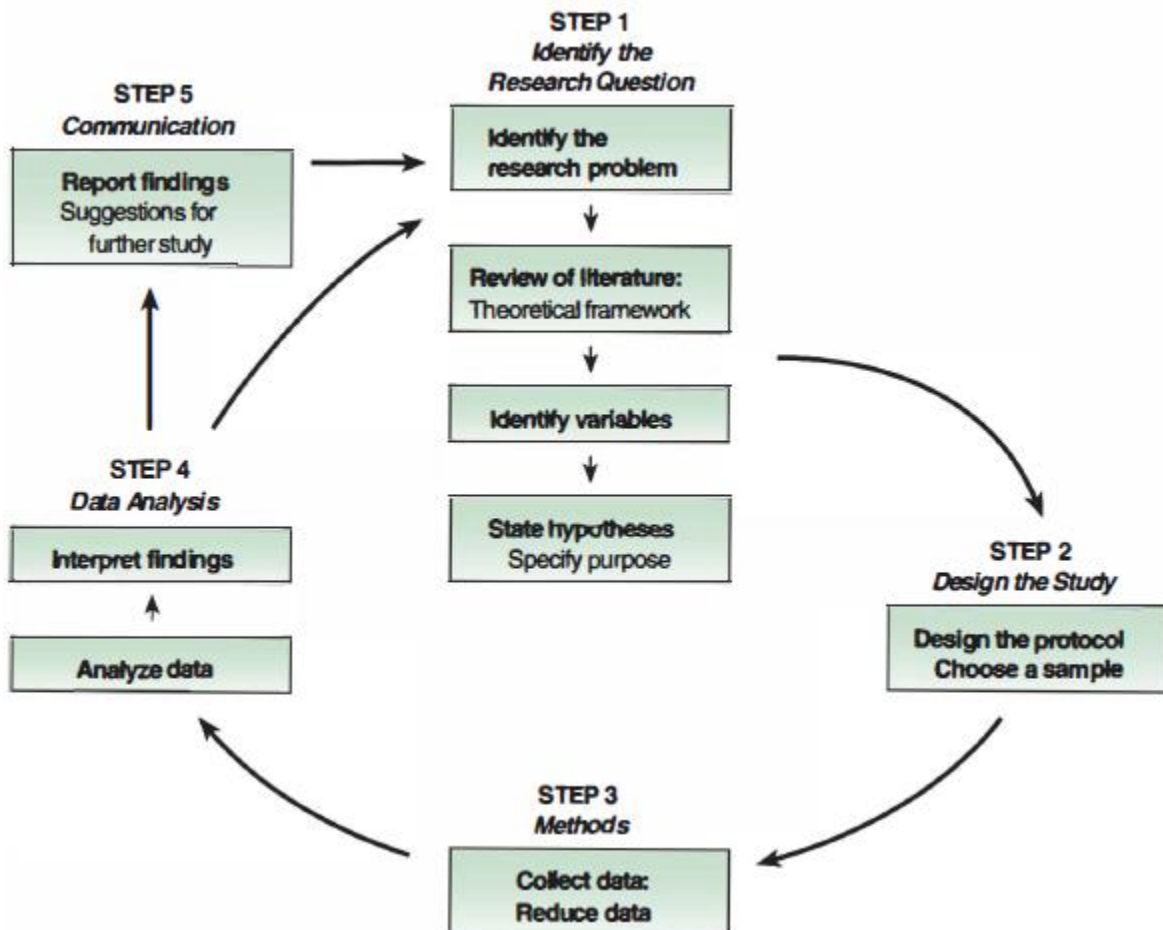 STEP 1
Identify the
Research Question
Identify the
research problem
Review of literature:
Theoretical framework
Identify variables
State hypotheses
Specify purpose
STEP 2
Design the Study
Design the protocol
Choose a sample
STEP 3
Methods
Collect data:
Reduce data
STEP 4
Data Analysis
Interpret findings
Analyze data
STEP 5
Communication
Report findings
Suggestions for
further study